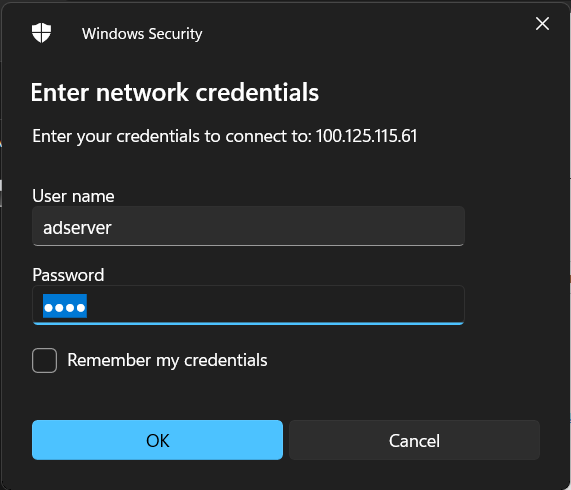 Windows Security
Enter network credentials
Enter your credentials to connect to: 100.125.115.61
User name
adserver
Password
●●●●
Remember my credentials
OK
Cancel